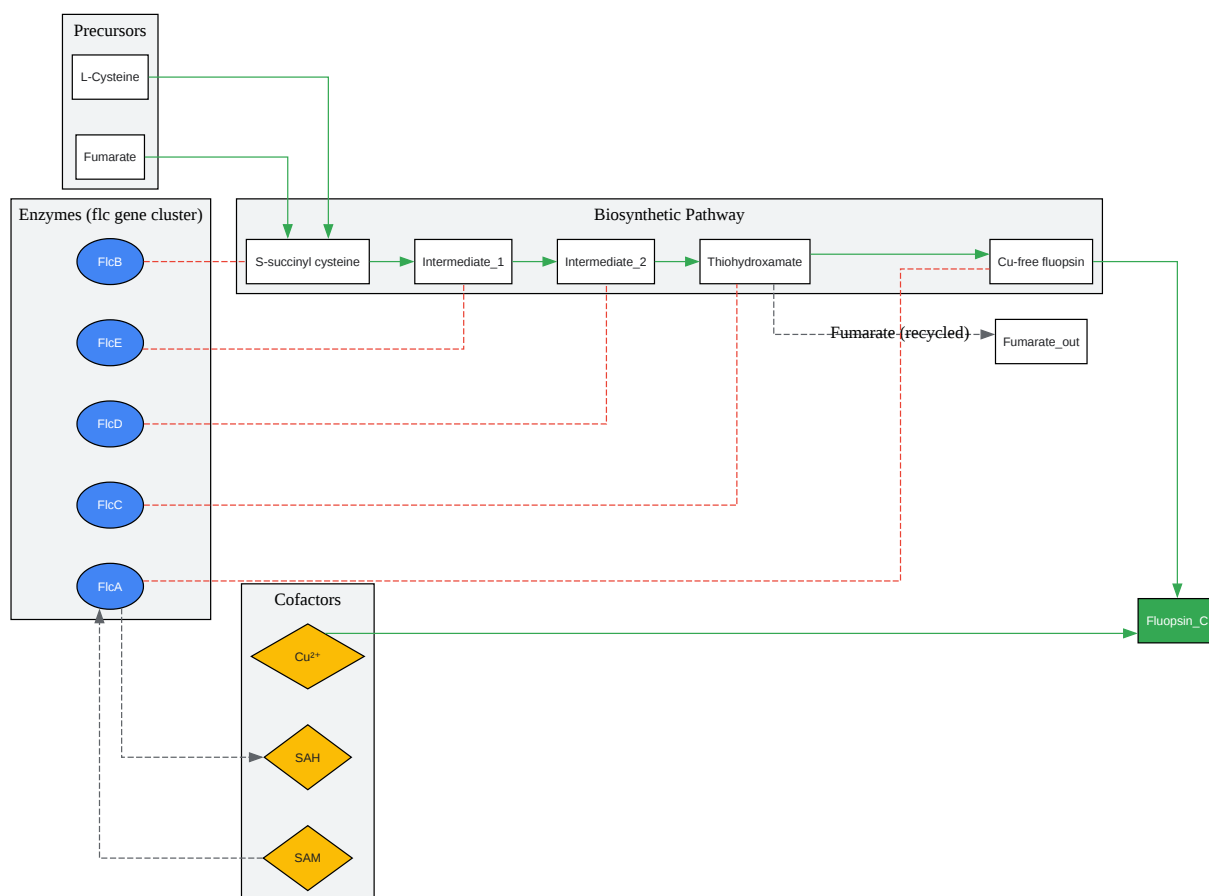 Precursors
L-Cysteine
Fumarate
Enzymes (flc gene cluster)
Biosynthetic Pathway
FlcB
S-succinyl cysteine
Intermediate_1
Intermediate_2
Thiohydroxamate
Cu-free fluopsin
FlcE
Fumarate (recycled)
Fumarate_out
FlcD
FlcC
FlcA
Cofactors
Fluopsin_C
Cu²⁺
SAH
SAM